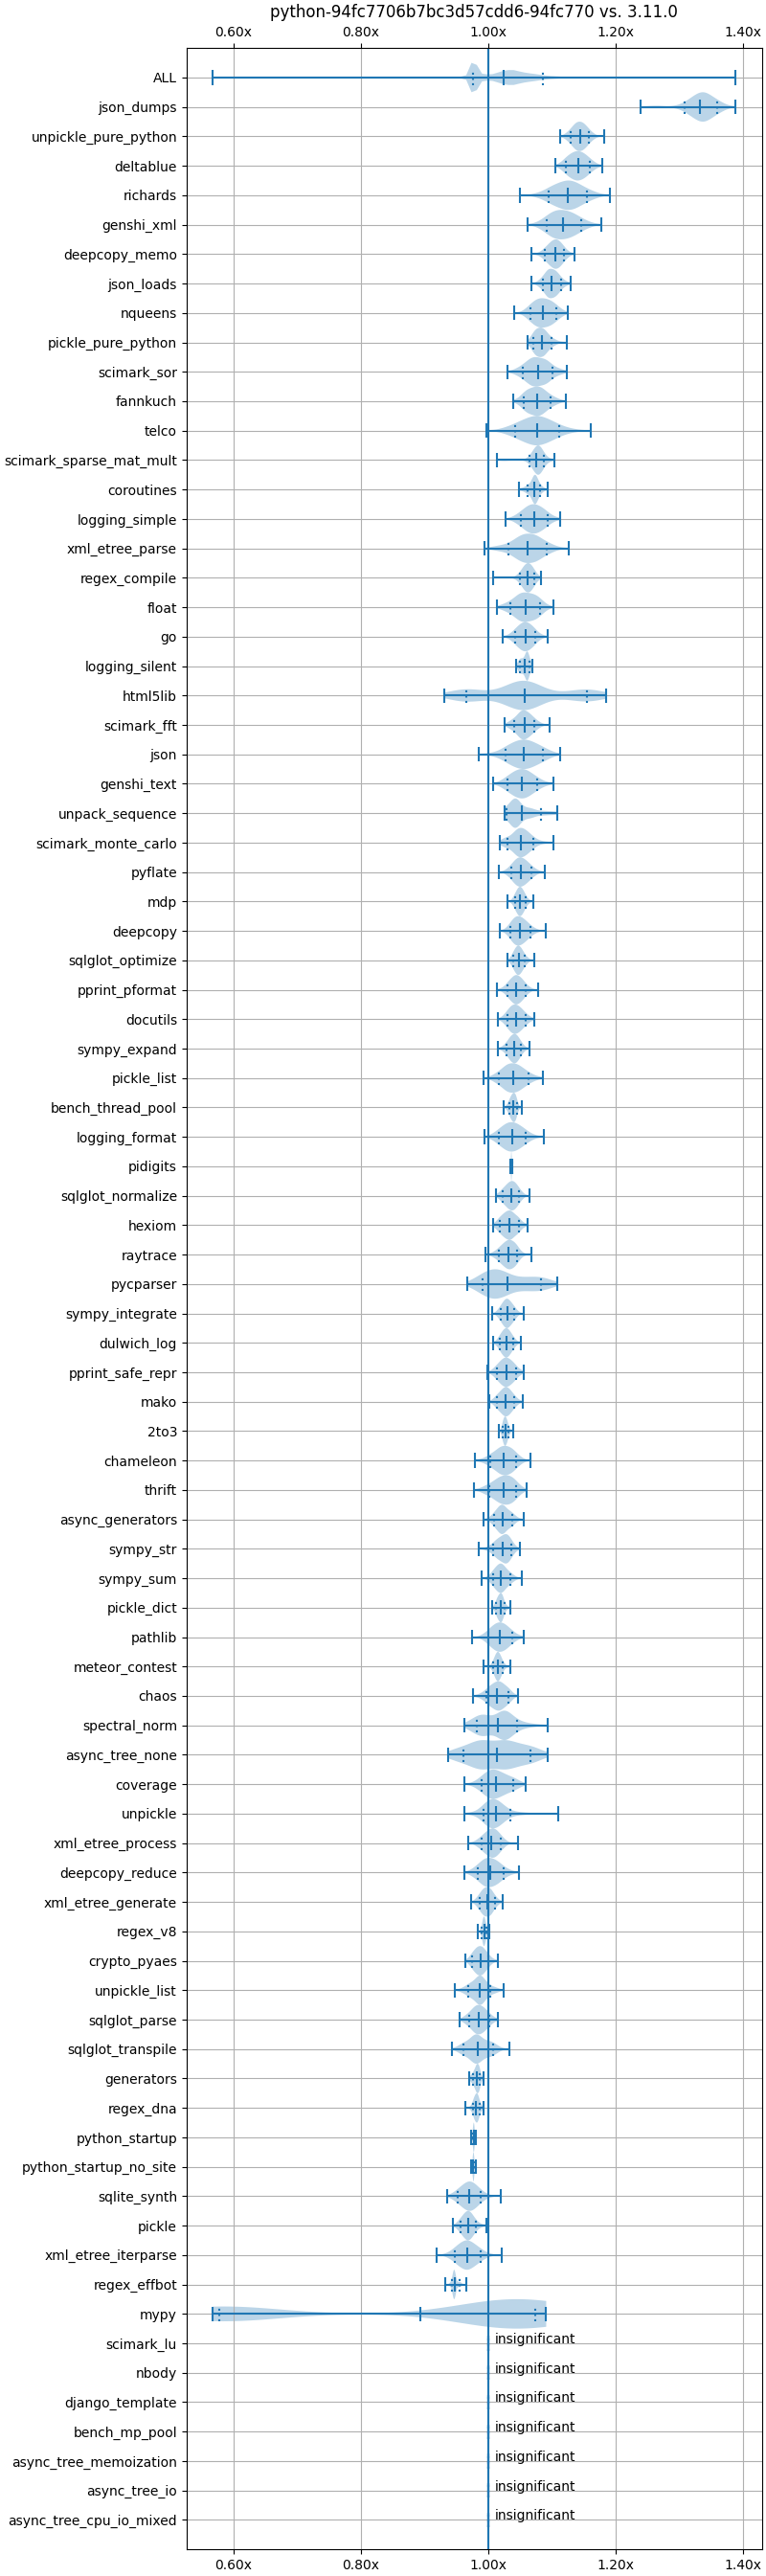 python-94fc7706b7bc3d57cdd6-94fc770 vs. 3.11.0
0.60x 0.80x 1.00x 1.20x 1.40x
ALL
json_dumps
unpickle_pure_python
deltablue
richards
genshi_xml
deepcopy_memo
json_loads
nqueens
pickle_pure_python
scimark_sor
fannkuch
telco
scimark_sparse_mat_mult
coroutines
logging_simple
xml_etree_parse
regex_compile
float
go
logging_silent
html5lib
scimark_fft
json
genshi_text
unpack_sequence
scimark_monte_carlo
pyflate
mdp
deepcopy
sqlglot_optimize
pprint_pformat
docutils
sympy_expand
pickle_list
bench_thread_pool
logging_format
pidigits
sqlglot_normalize
hexiom
raytrace
pycparser
sympy_integrate
dulwich_log
pprint_safe_repr
mako
2to3
chameleon
thrift
async_generators
sympy_str
sympy_sum
pickle_dict
pathlib
meteor_contest
chaos
spectral_norm
async_tree_none
coverage
unpickle
xml_etree_process
deepcopy_reduce
xml_etree_generate
regex_v8
crypto_pyaes
unpickle_list
sqlglot_parse
sqlglot_transpile
generators
regex_dna
python_startup
python_startup_no_site
sqlite_synth
pickle
xml_etree_iterparse
regex_effbot
mypy
scimark_lu insignificant
nbody insignificant
django_template insignificant
bench_mp_pool insignificant
async_tree_memoization insignificant
async_tree_io insignificant
async_tree_cpu_io_mixed insignificant
0.60x 0.80x 1.00x 1.20x 1.40x